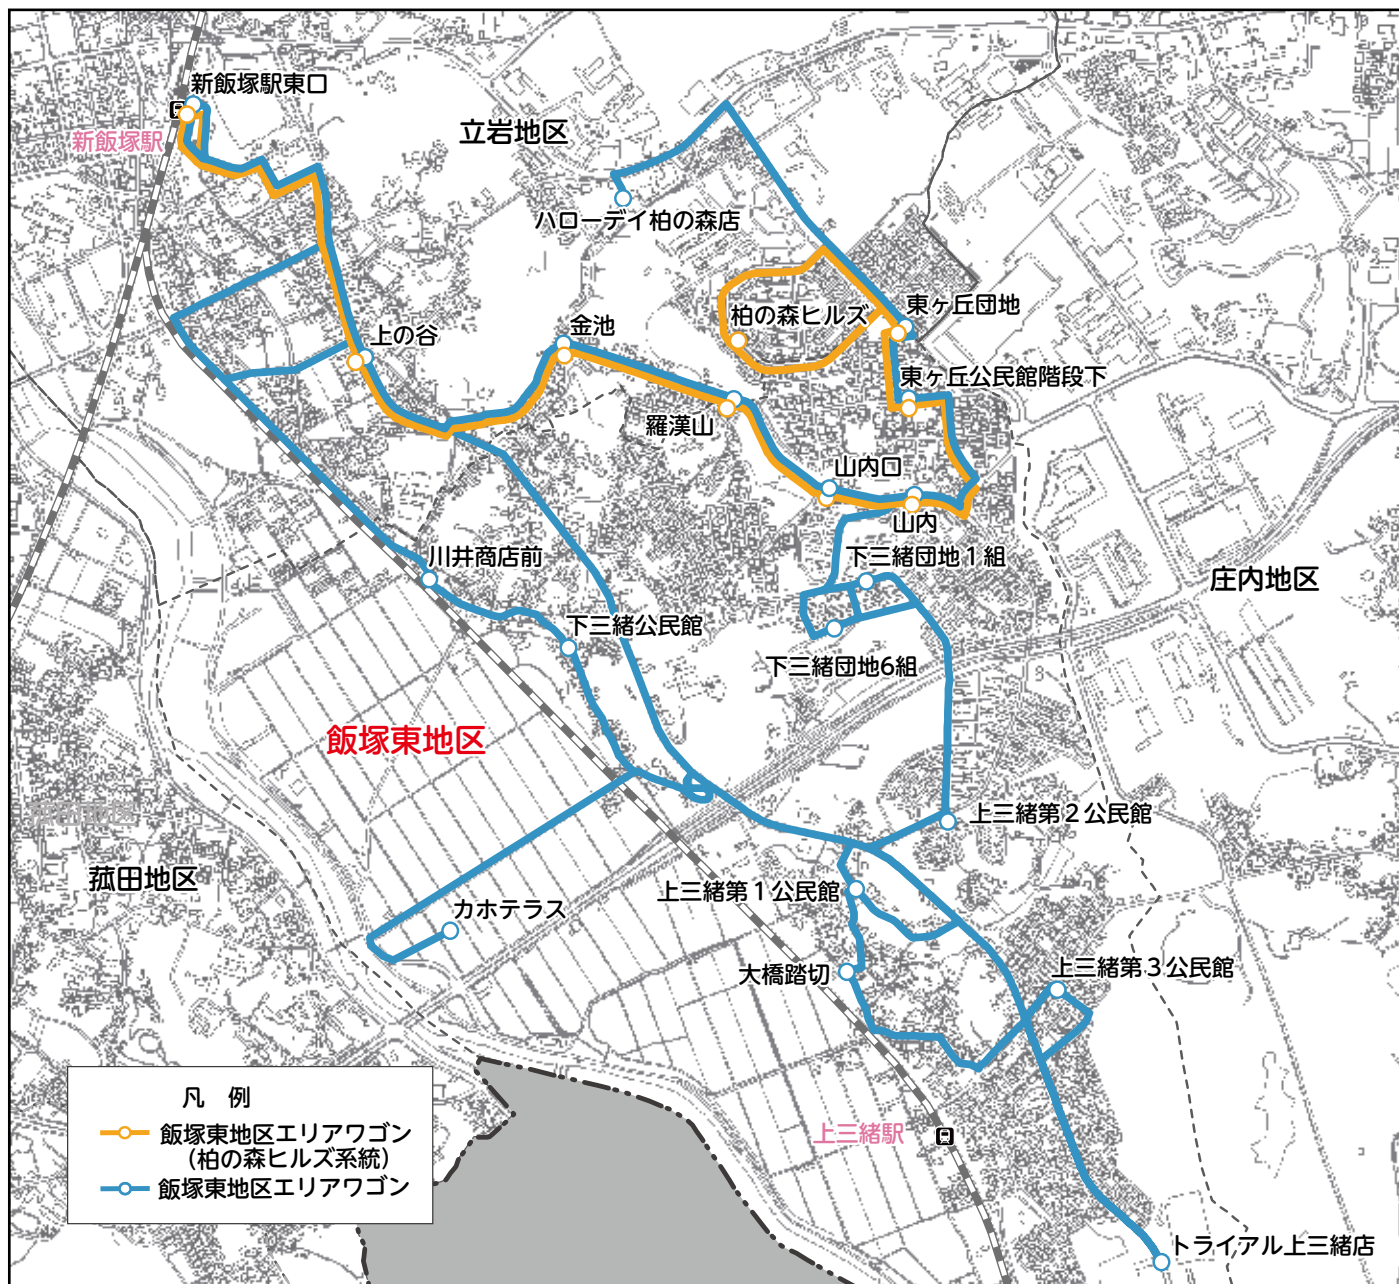 新飯塚駅東口
新飯塚駅
立岩地区
ハローデイ柏の森店
柏の森ヒルズ
東ヶ丘団地
上の谷
金池
東ヶ丘公民館階段下
羅漢山
山内口
山内
川井商店前
下三緒団地１組
庄内地区
下三緒公民館
下三緒団地6組
飯塚東地区
上三緒第２公民館
菰田地区
上三緒第１公民館
カホテラス
大橋踏切
上三緒第３公民館
凡 例
飯塚東地区エリアワゴン
（柏の森ヒルズ系統）
飯塚東地区エリアワゴン
上三緒駅
トライアル上三緒店